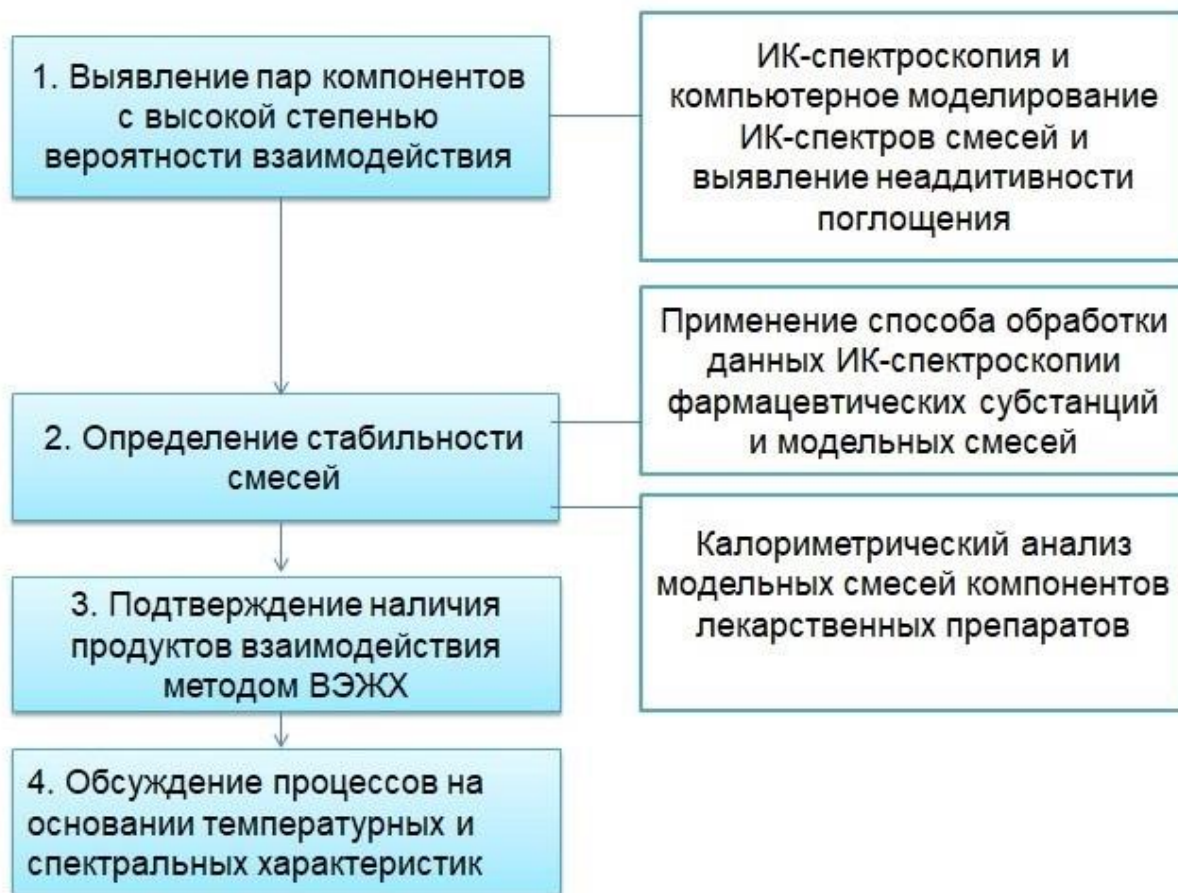 1. Выявление пар компонентов
с высокой степенью
вероятности взаимодействия
ИК-спектроскопия и
компьютерное моделирование
ИК-спектров смесей и
выявление неаддитивности
поглощения
2. Определение стабильности
смесей
Применение способа обработки
данных ИК-спектроскопии
фармацевтических субстанций
и модельных смесей
Калориметрический анализ
модельных смесей компонентов
лекарственных препаратов
3. Подтверждение наличия
продуктов взаимодействия
методом ВЭЖХ
4. Обсуждение процессов на
основании температурных и
спектральных характеристик